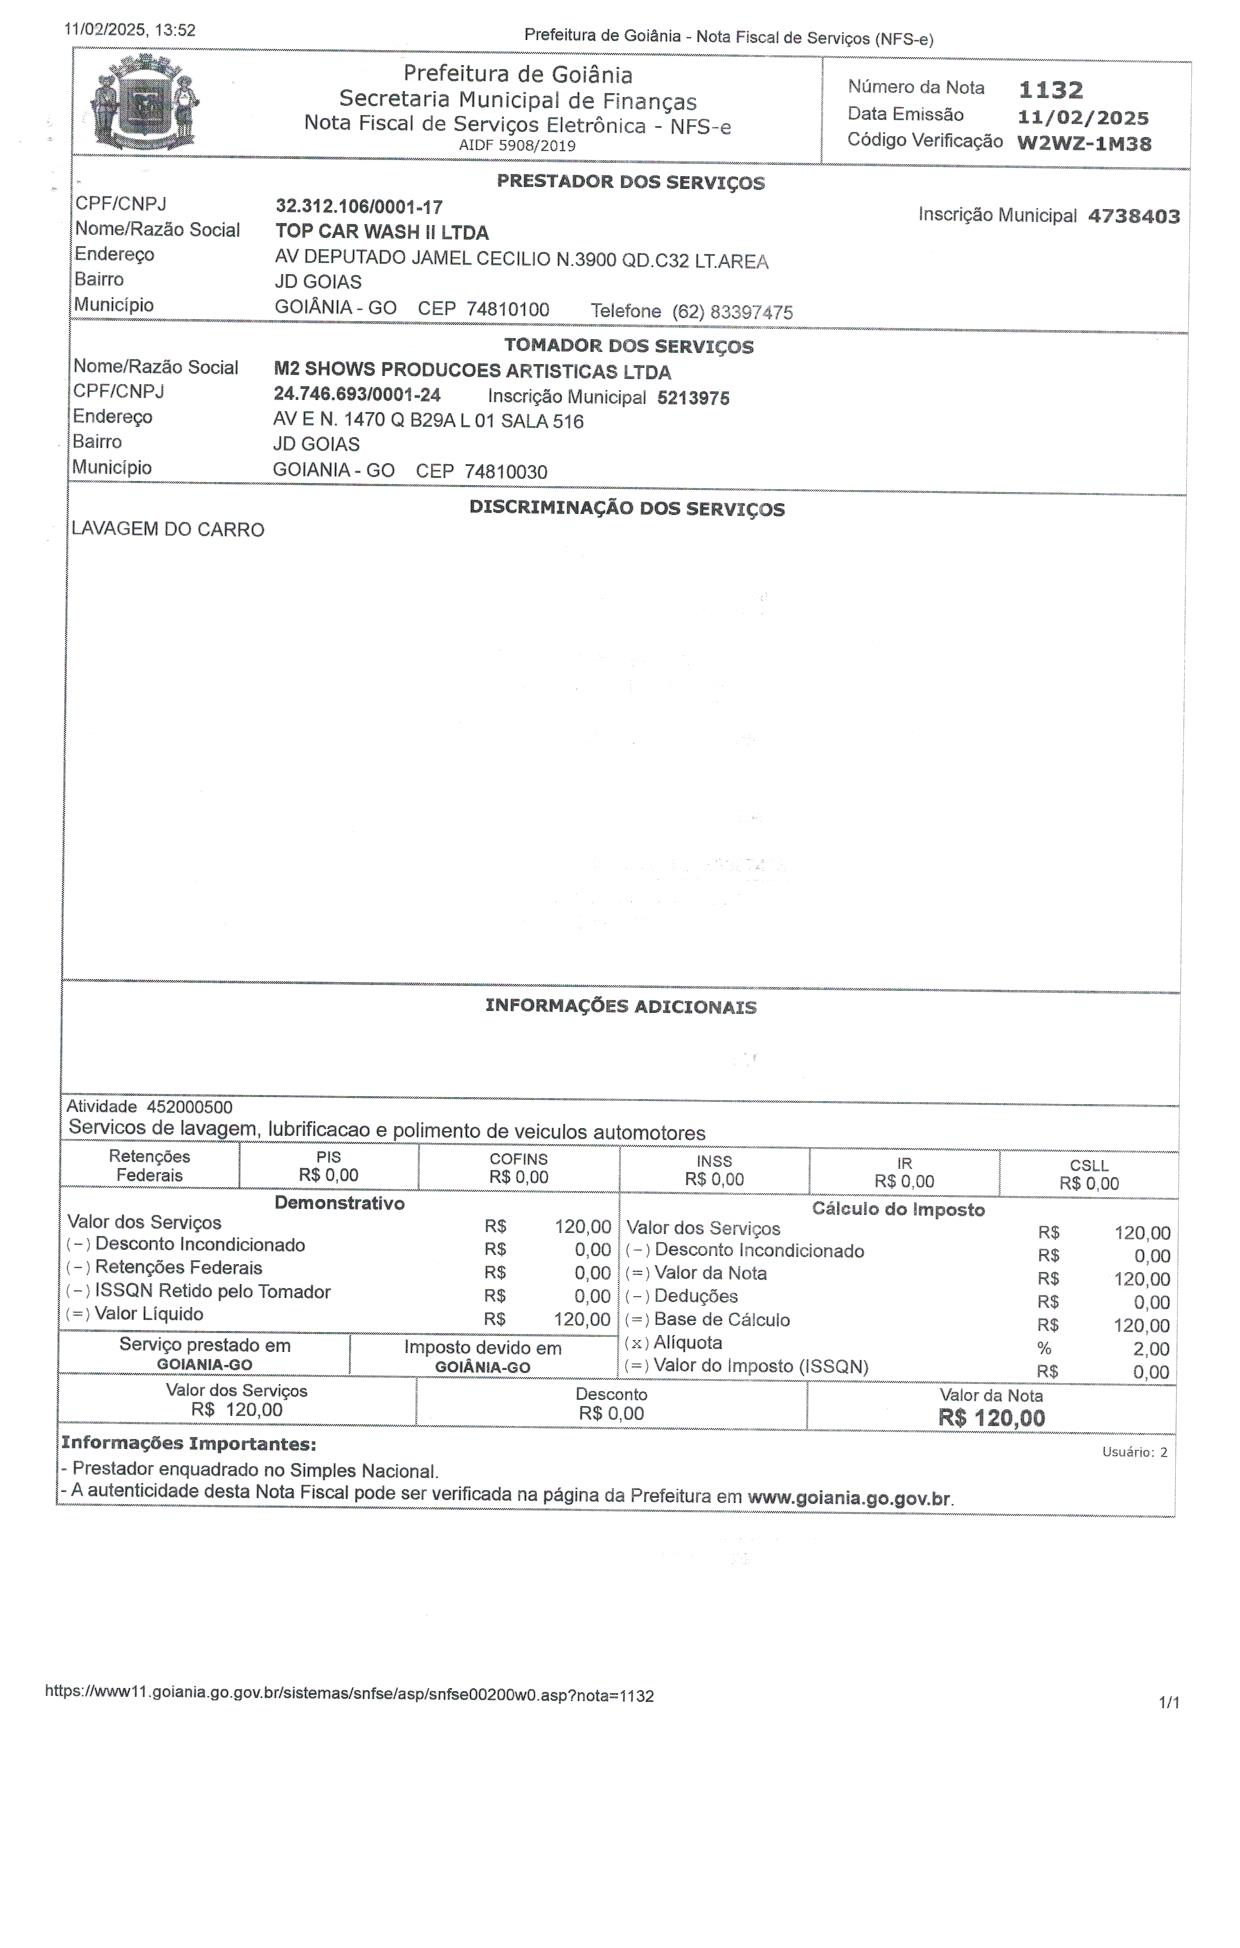 11/02/2025, 13:52
Prefeitura de Goiânia - Nota Fiscal de Serviços (NFS-e)
Prefeitura de Goiânia
Secretaria Municipal de Finanças
Nota Fiscal de Serviços Eletrônica - NFS-e
AIDF 5908/2019
Número da Nota 1132
Data Emissão 11/02/2025
Código Verificação W2WZ-1M38
PRESTADOR DOS SERVIÇOS
CPF/CNPJ 32.312.106/0001-17 Inscrição Municipal 4738403
Nome/Razão Social TOP CAR WASH II LTDA
Endereço AV DEPUTADO JAMEL CECILIO N.3900 QD.C32 LT.AREA
Bairro JD GOIAS
Município GOIÂNIA - GO CEP 74810100 Telefone (62) 83397475
TOMADOR DOS SERVIÇOS
Nome/Razão Social M2 SHOWS PRODUCOES ARTISTICAS LTDA
CPF/CNPJ 24.746.693/0001-24 Inscrição Municipal 5213975
Endereço AV E N. 1470 Q B29A L 01 SALA 516
Bairro JD GOIAS
Município GOIANIA - GO CEP 74810030
DISCRIMINAÇÃO DOS SERVIÇOS
LAVAGEM DO CARRO
INFORMAÇÕES ADICIONAIS
Atividade 452000500
Servicos de lavagem, lubrificacao e polimento de veiculos automotores
Retenções Federais
PIS R$ 0,00
COFINS R$ 0,00
INSS R$ 0,00
IR R$ 0,00
CSLL R$ 0,00
Demonstrativo
Valor dos Serviços R$ 120,00
(-) Desconto Incondicionado R$ 0,00
(-) Retenções Federais R$ 0,00
(-) ISSQN Retido pelo Tomador R$ 0,00
(=) Valor Líquido R$ 120,00
Cálculo do Imposto
Valor dos Serviços R$ 120,00
(-) Desconto Incondicionado R$ 0,00
(=) Valor da Nota R$ 120,00
(-) Deduções R$ 0,00
(=) Base de Cálculo R$ 120,00
(x) Alíquota % 2,00
(=) Valor do Imposto (ISSQN) R$ 0,00
Serviço prestado em
GOIANIA-GO
Imposto devido em
GOIÂNIA-GO
Valor dos Serviços
R$ 120,00
Desconto
R$ 0,00
Valor da Nota
R$ 120,00
Informações Importantes:
Usuário: 2
- Prestador enquadrado no Simples Nacional.
- A autenticidade desta Nota Fiscal pode ser verificada na página da Prefeitura em www.goiania.go.gov.br.
https://www11.goiania.go.gov.br/sistemas/snfse/asp/snfse00200w0.asp?nota=1132
1/1